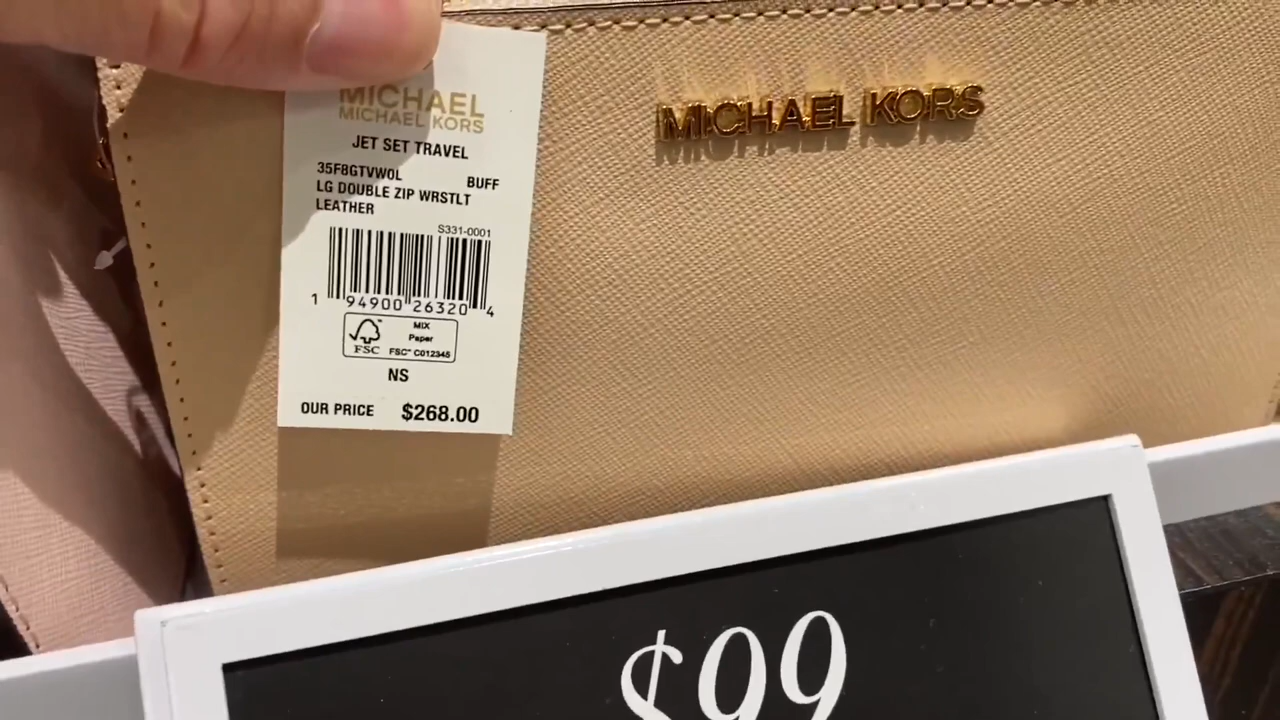 MICHAEL
MICHAEL KORS
JET SET TRAVEL
35F8GTVW0L BUFF
LG DOUBLE ZIP WRSTLT
LEATHER
S331-0001
1 94900 26320 4
FSC
MIX
Paper
FSC™ C012345
NS
OUR PRICE $268.00
MICHAEL KORS
$99